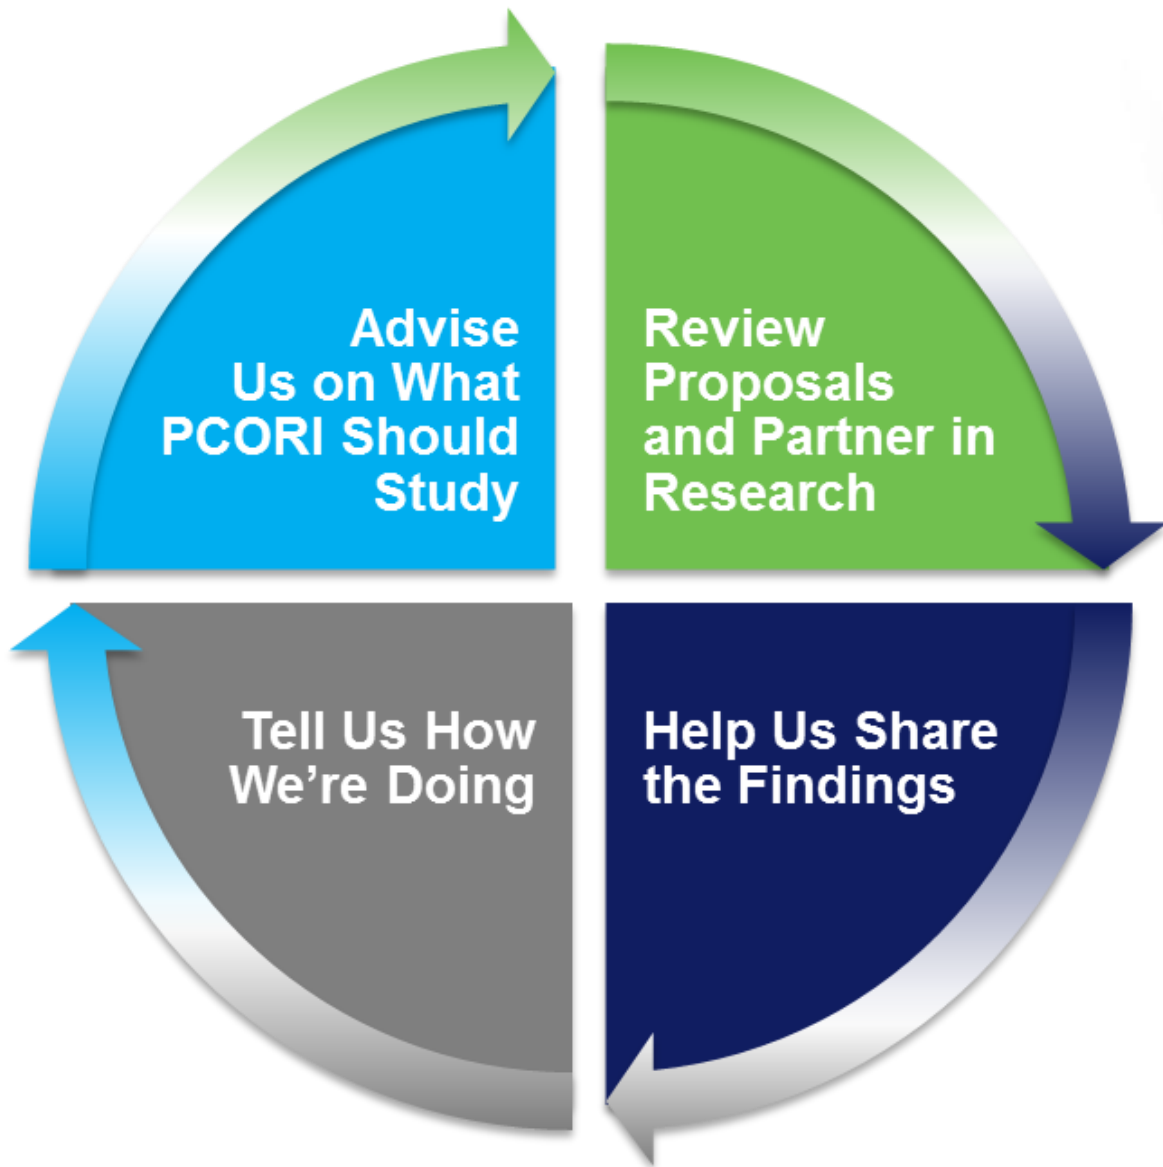 Advise
Us on What
PCORI Should
Study
Review
Proposals
and Partner in
Research
Tell Us How
We’re Doing
Help Us Share
the Findings